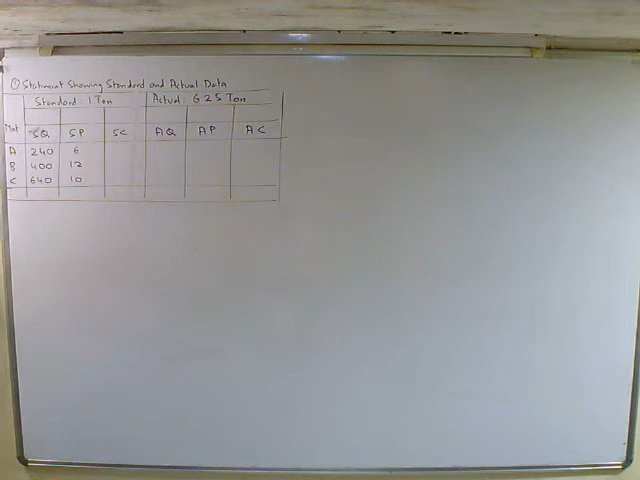 ① Statement Showing Standard and Actual Data
Standard: 1 Ton Actual: 6.25 Ton
Mat SQ SP SC AQ AP AC
A 240 6
B 400 12
C 640 10